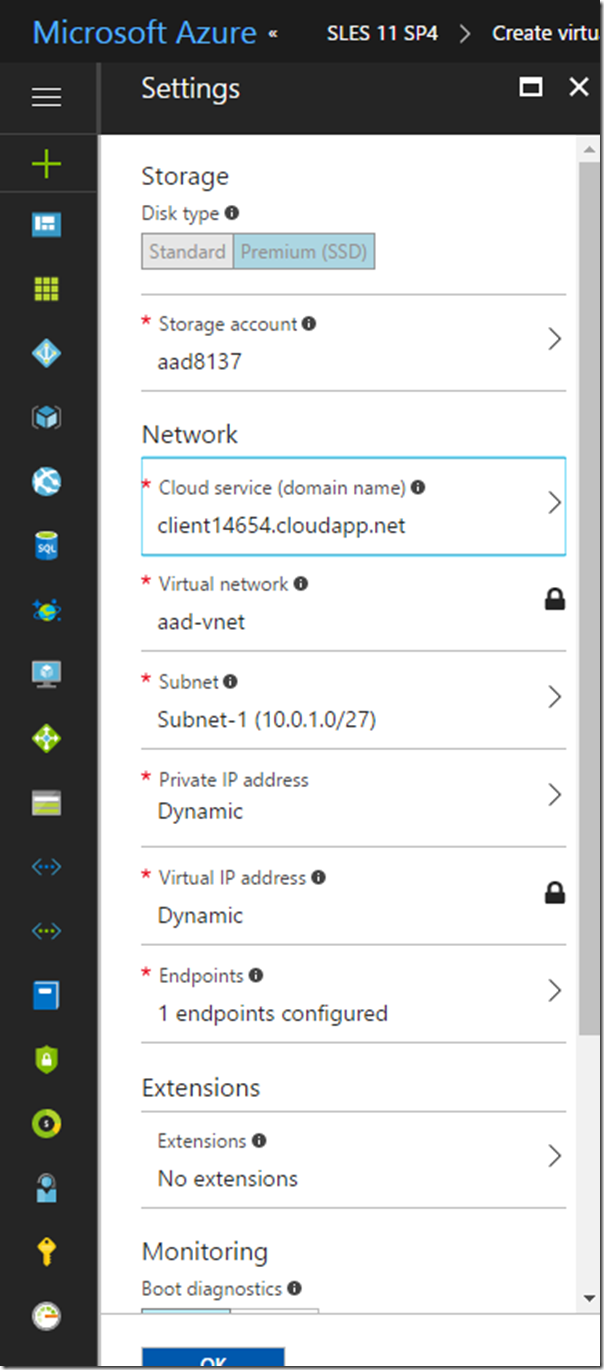 Microsoft Azure « SLES 11 SP4 > Create virtu
Settings
Storage
Disk type
Standard Premium (SSD)
* Storage account
aad8137
Network
* Cloud service (domain name)
client14654.cloudapp.net
* Virtual network
aad-vnet
* Subnet
Subnet-1 (10.0.1.0/27)
* Private IP address
Dynamic
* Virtual IP address
Dynamic
* Endpoints
1 endpoints configured
Extensions
Extensions
No extensions
Monitoring
Boot diagnostics
OK